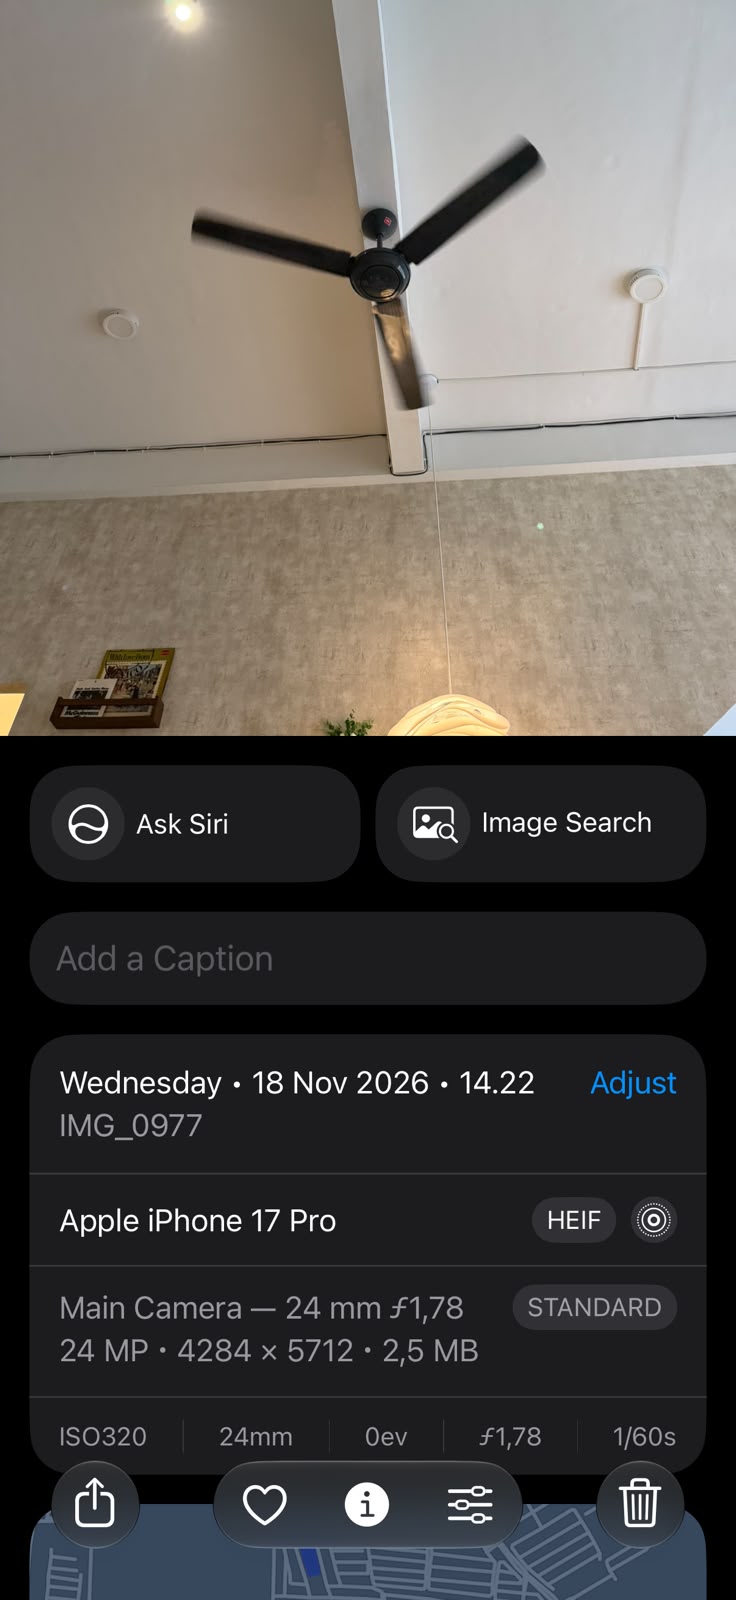 Ask Siri
Image Search
Add a Caption
Wednesday • 18 Nov 2026 • 14.22
Adjust
IMG_0977
Apple iPhone 17 Pro
HEIF
Main Camera — 24 mm ƒ1,78
STANDARD
24 MP • 4284 × 5712 • 2,5 MB
ISO320
24mm
0ev
ƒ1,78
1/60s